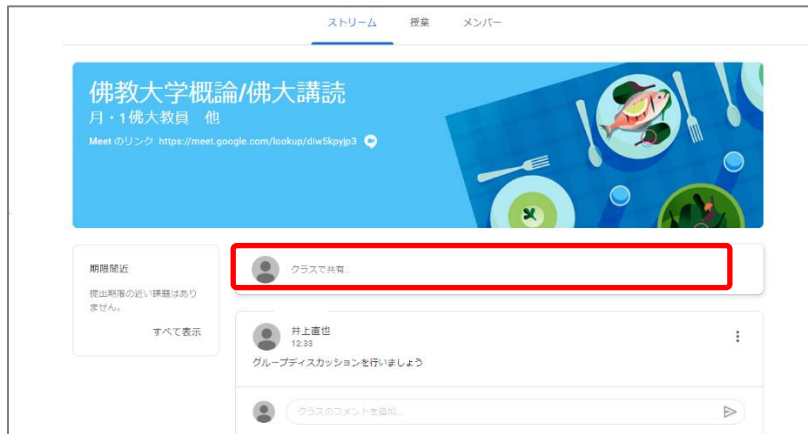 ストリーム 授業 メンバー
佛教大学概論/佛大講読
月・1佛大教員 他
Meet のリンク https://meet.google.com/lookup/diw5kpyjp3
期限間近
提出期限の近い課題はあり
ません。
すべて表示
クラスで共有...
井上直也
12:33
グループディスカッションを行いましょう
クラスのコメントを追加...